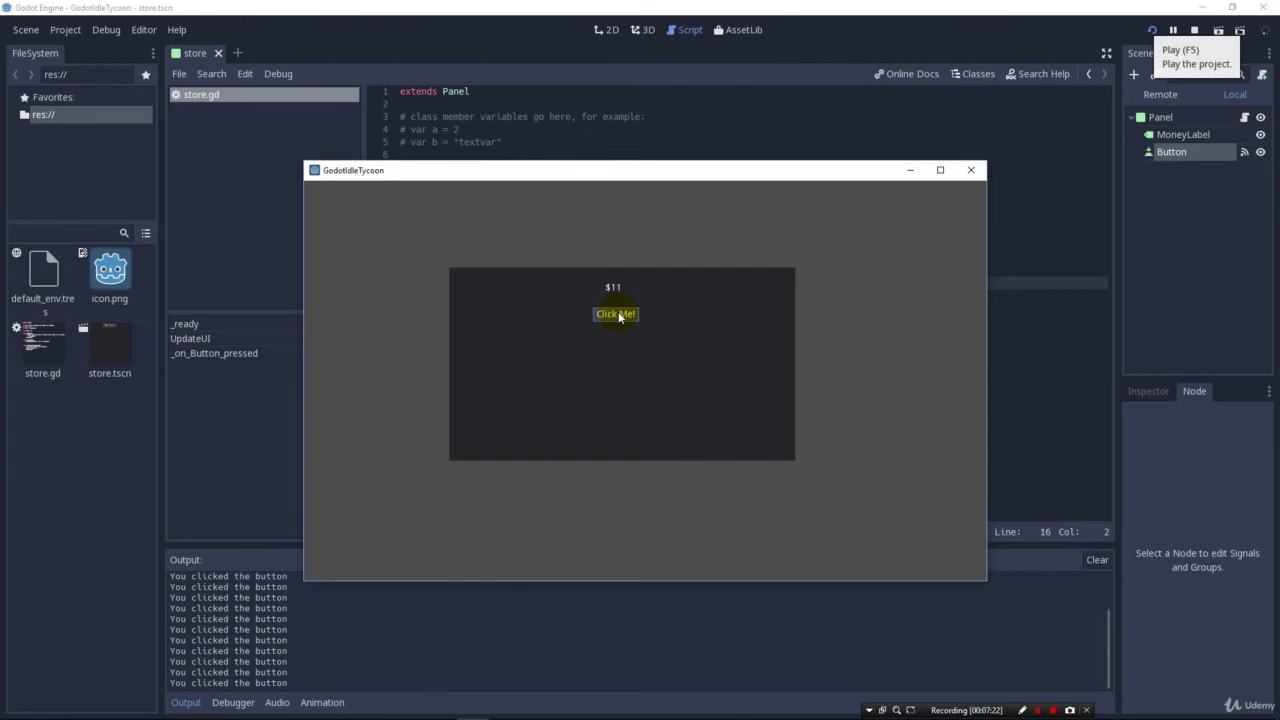 Godot Engine - GodotIdleTycoon - store.tscn
Scene Project Debug Editor Help
2D 3D Script AssetLib
Play (F5)
Play the project.
FileSystem
store
Scene
res://
File Search Edit Debug
Online Docs Classes Search Help
Favorites:
res://
store.gd
1 extends Panel
2
3 # class member variables go here, for example:
4 # var a = 2
5 # var b = "textvar"
6
Remote Local
Panel
MoneyLabel
Button
GodotIdleTycoon
$11
Click Me!
default_env.tre
s
icon.png
store.gd
store.tscn
_ready
UpdateUI
_on_Button_pressed
Inspector Node
Select a Node to edit Signals
and Groups.
Line: 16 Col: 2
Output:
Clear
You clicked the button
You clicked the button
You clicked the button
You clicked the button
You clicked the button
You clicked the button
You clicked the button
You clicked the button
You clicked the button
You clicked the button
You clicked the button
Output Debugger Audio Animation
Recording [00:07:22]
Udemy